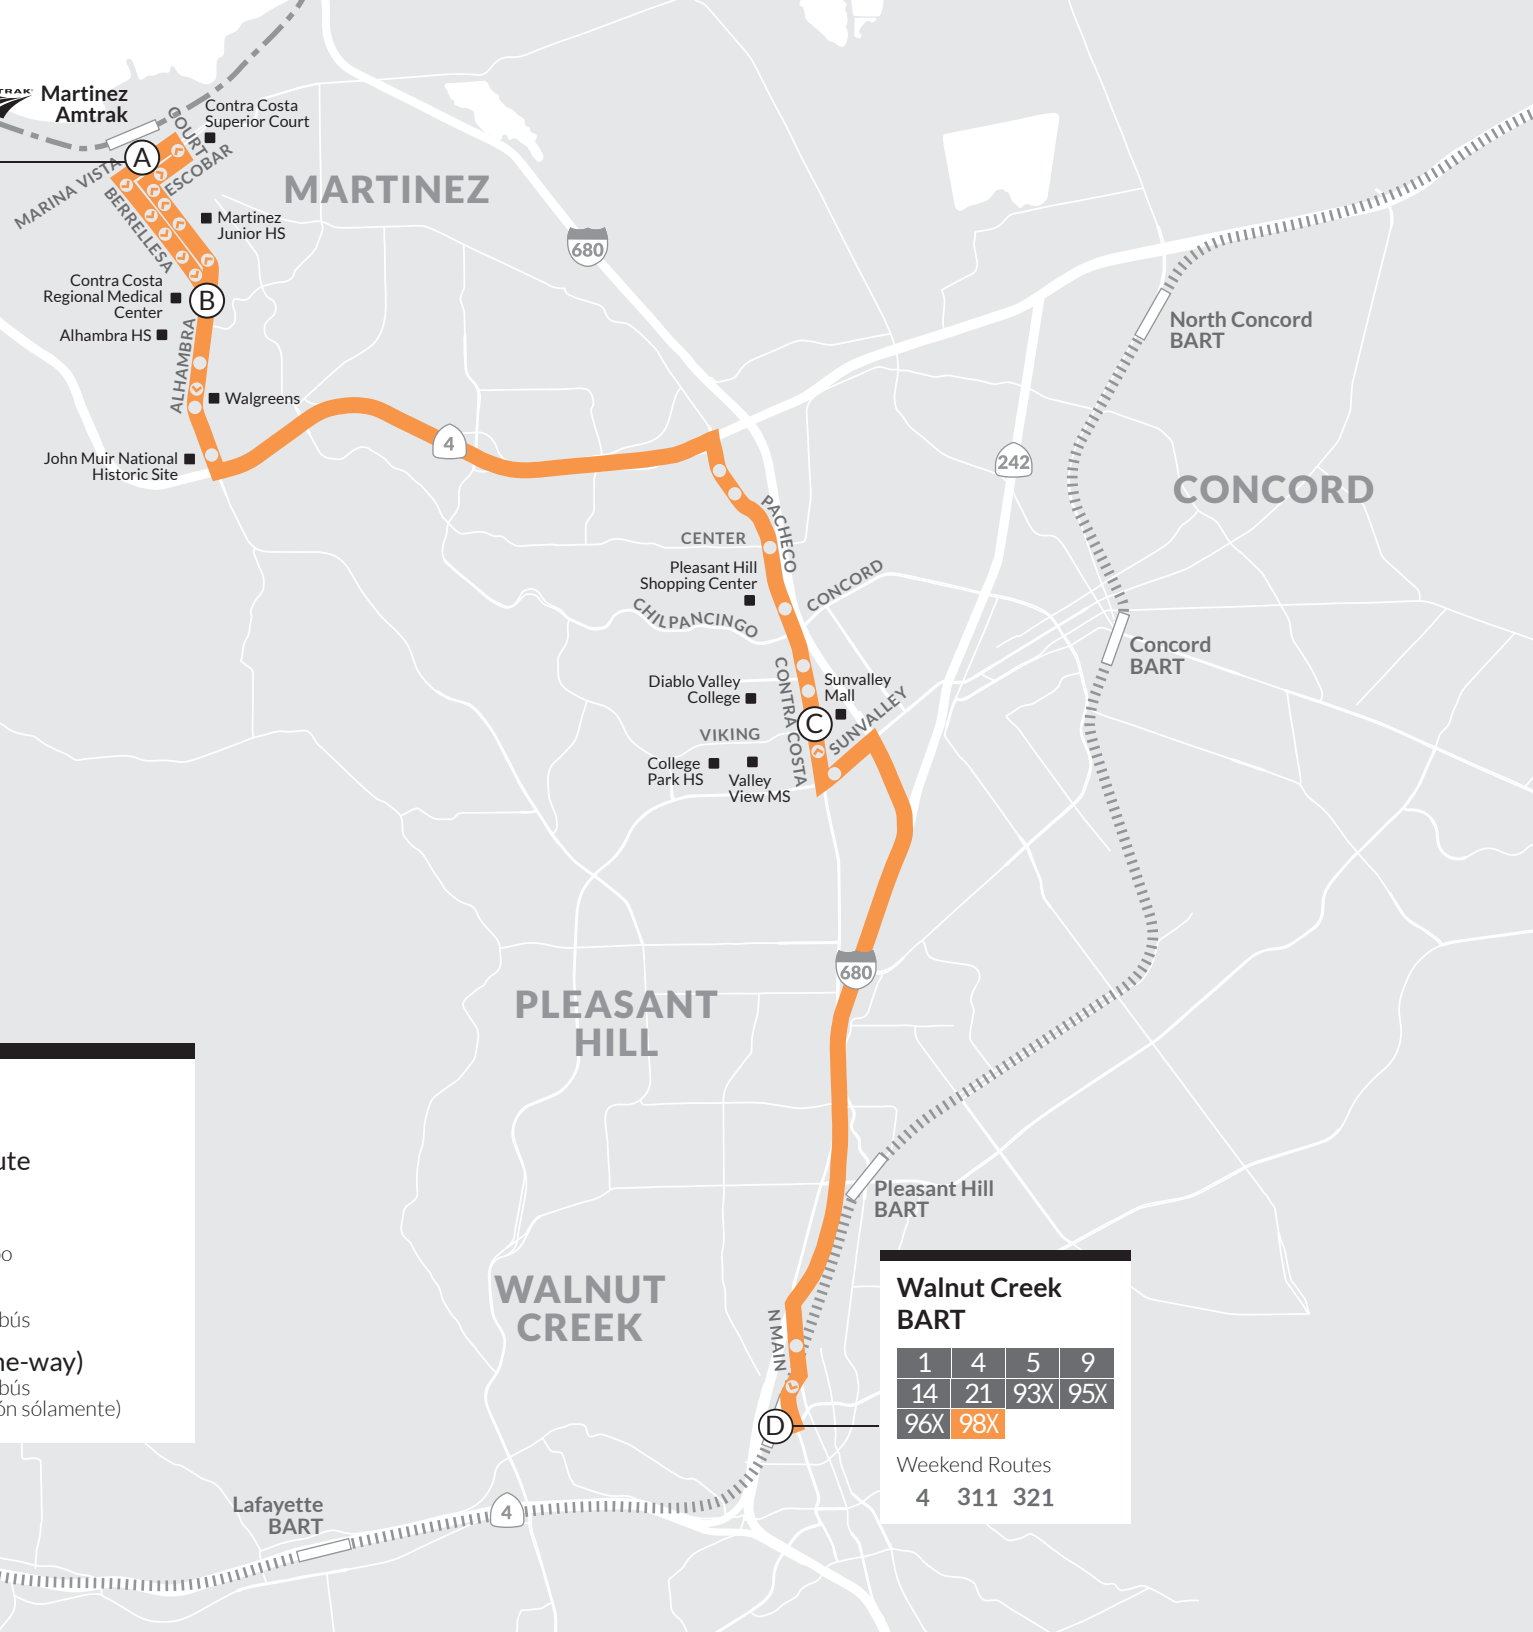 TRAK
Martinez
Amtrak
A
COURT
Contra Costa
Superior Court
ESCOBAR
MARINA VISTA
BERRELLESA
MARTINEZ
Martinez
Junior HS
680
Contra Costa
Regional Medical
Center
B
Alhambra HS
ALHAMBRA
Walgreens
North Concord
BART
John Muir National
Historic Site
4
242
CONCORD
PACHECO
CENTER
Pleasant Hill
Shopping Center
CONCORD
CHILPANCINGO
Concord
BART
CONTRA COSTA
Diablo Valley
College
Sunvalley
Mall
SUNVALLEY
C
VIKING
College
Park HS
Valley
View MS
680
PLEASANT
HILL
ute
oo
bús
ne-way)
bús
ón sólamente)
Pleasant Hill
BART
WALNUT
CREEK
N MAIN
D
Walnut Creek
BART
1 4 5 9
14 21 93X 95X
96X 98X
Weekend Routes
4 311 321
Lafayette
BART
4